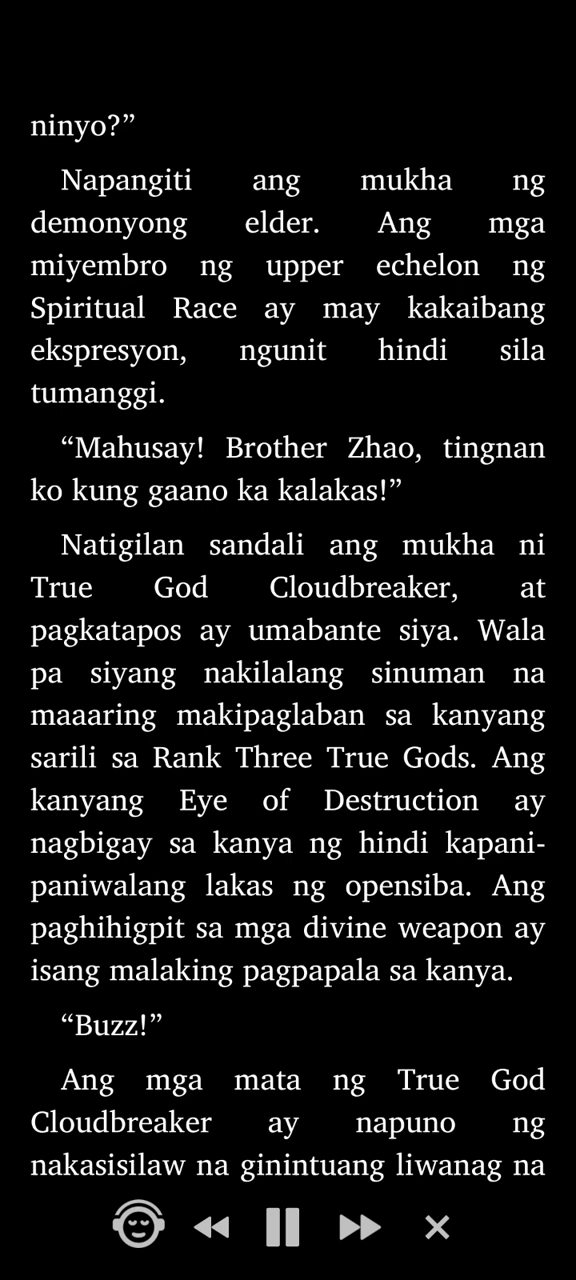 ninyo?”
Napangiti ang mukha ng
demonyong elder. Ang mga
miyembro ng upper echelon ng
Spiritual Race ay may kakaibang
ekspresyon, ngunit hindi sila
tumanggi.
“Mahusay! Brother Zhao, tingnan
ko kung gaano ka kalakas!”
Natigilan sandali ang mukha ni
True God Cloudbreaker, at
pagkatapos ay umabante siya. Wala
pa siyang nakilalang sinuman na
maaaring makipaglaban sa kanyang
sarili sa Rank Three True Gods. Ang
kanyang Eye of Destruction ay
nagbigay sa kanya ng hindi kapani-
paniwalang lakas ng opensiba. Ang
paghihigpit sa mga divine weapon ay
isang malaking pagpapala sa kanya.
“Buzz!”
Ang mga mata ng True God
Cloudbreaker ay napuno ng
nakasisilaw na ginintuang liwanag na